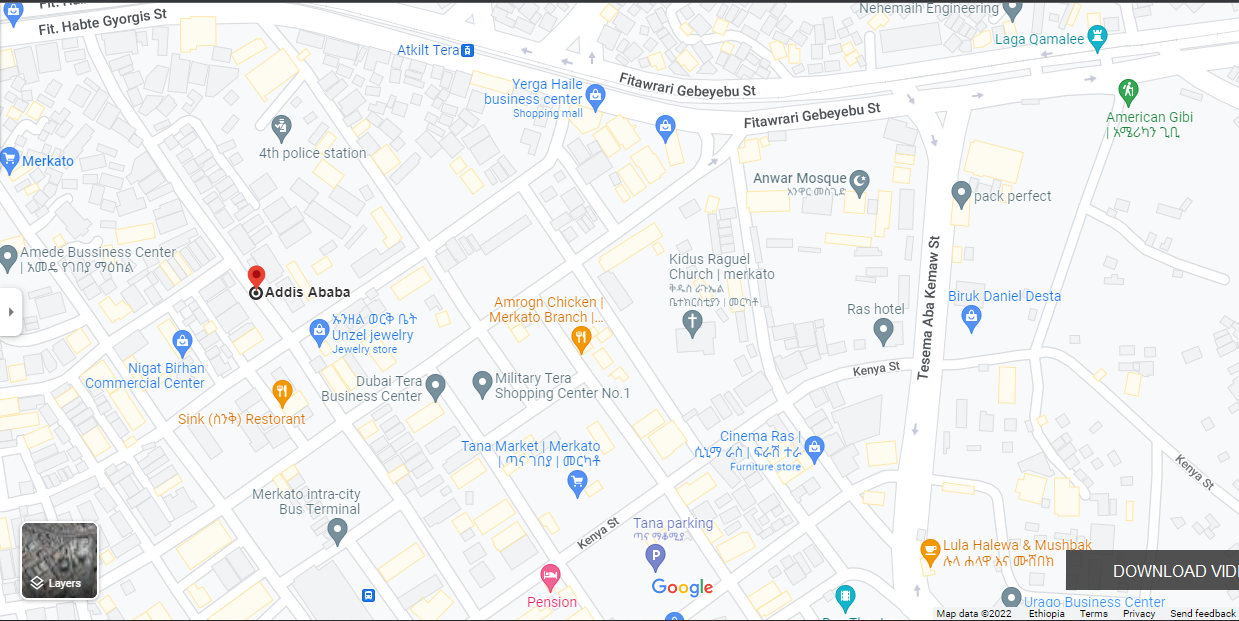 Fit. Habte Gyorgis St
Nehemaih Engineering
Atkilt Tera
Laga Qamalee
Yerga Haile
business center
Shopping mall
Fitawrari Gebeyebu St
Fitawrari Gebeyebu St
American Gibi
| አሜሪካን ጊቢ
4th police station
Merkato
Anwar Mosque
አንዋር መስጊድ
pack perfect
Amede Bussiness Center
| አመዴ የገበያ ማዕከል
Kidus Raguel
Church | merkato
ቅዱስ ራጉኤል
ቤተክርስቲያን | መርካቶ
Addis Ababa
Amrogn Chicken |
Merkato Branch |...
Tesema Aba Kemaw St
Biruk Daniel Desta
Ras hotel
እንዘል ወርቅ ቤት
Unzel jewelry
Jewelry store
Nigat Birhan
Commercial Center
Dubai Tera
Business Center
Military Tera
Shopping Center No.1
Kenya St
Sink (ስንቅ) Restorant
Tana Market | Merkato
| ጣና ገበያ | መርካቶ
Cinema Ras |
ሲኒማ ራስ | ፍራሽ ተራ
Furniture store
Kenya St
Merkato intra-city
Bus Terminal
Kenya St
Tana parking
ጣና ማቆሚያ
Lula Halewa & Mushbak
ሉላ ሐላዋ እና ሙሽበክ
Layers
Google
DOWNLOAD VID
Pension
Urago Business Center
Map data ©2022 Ethiopia Terms Privacy Send feedback